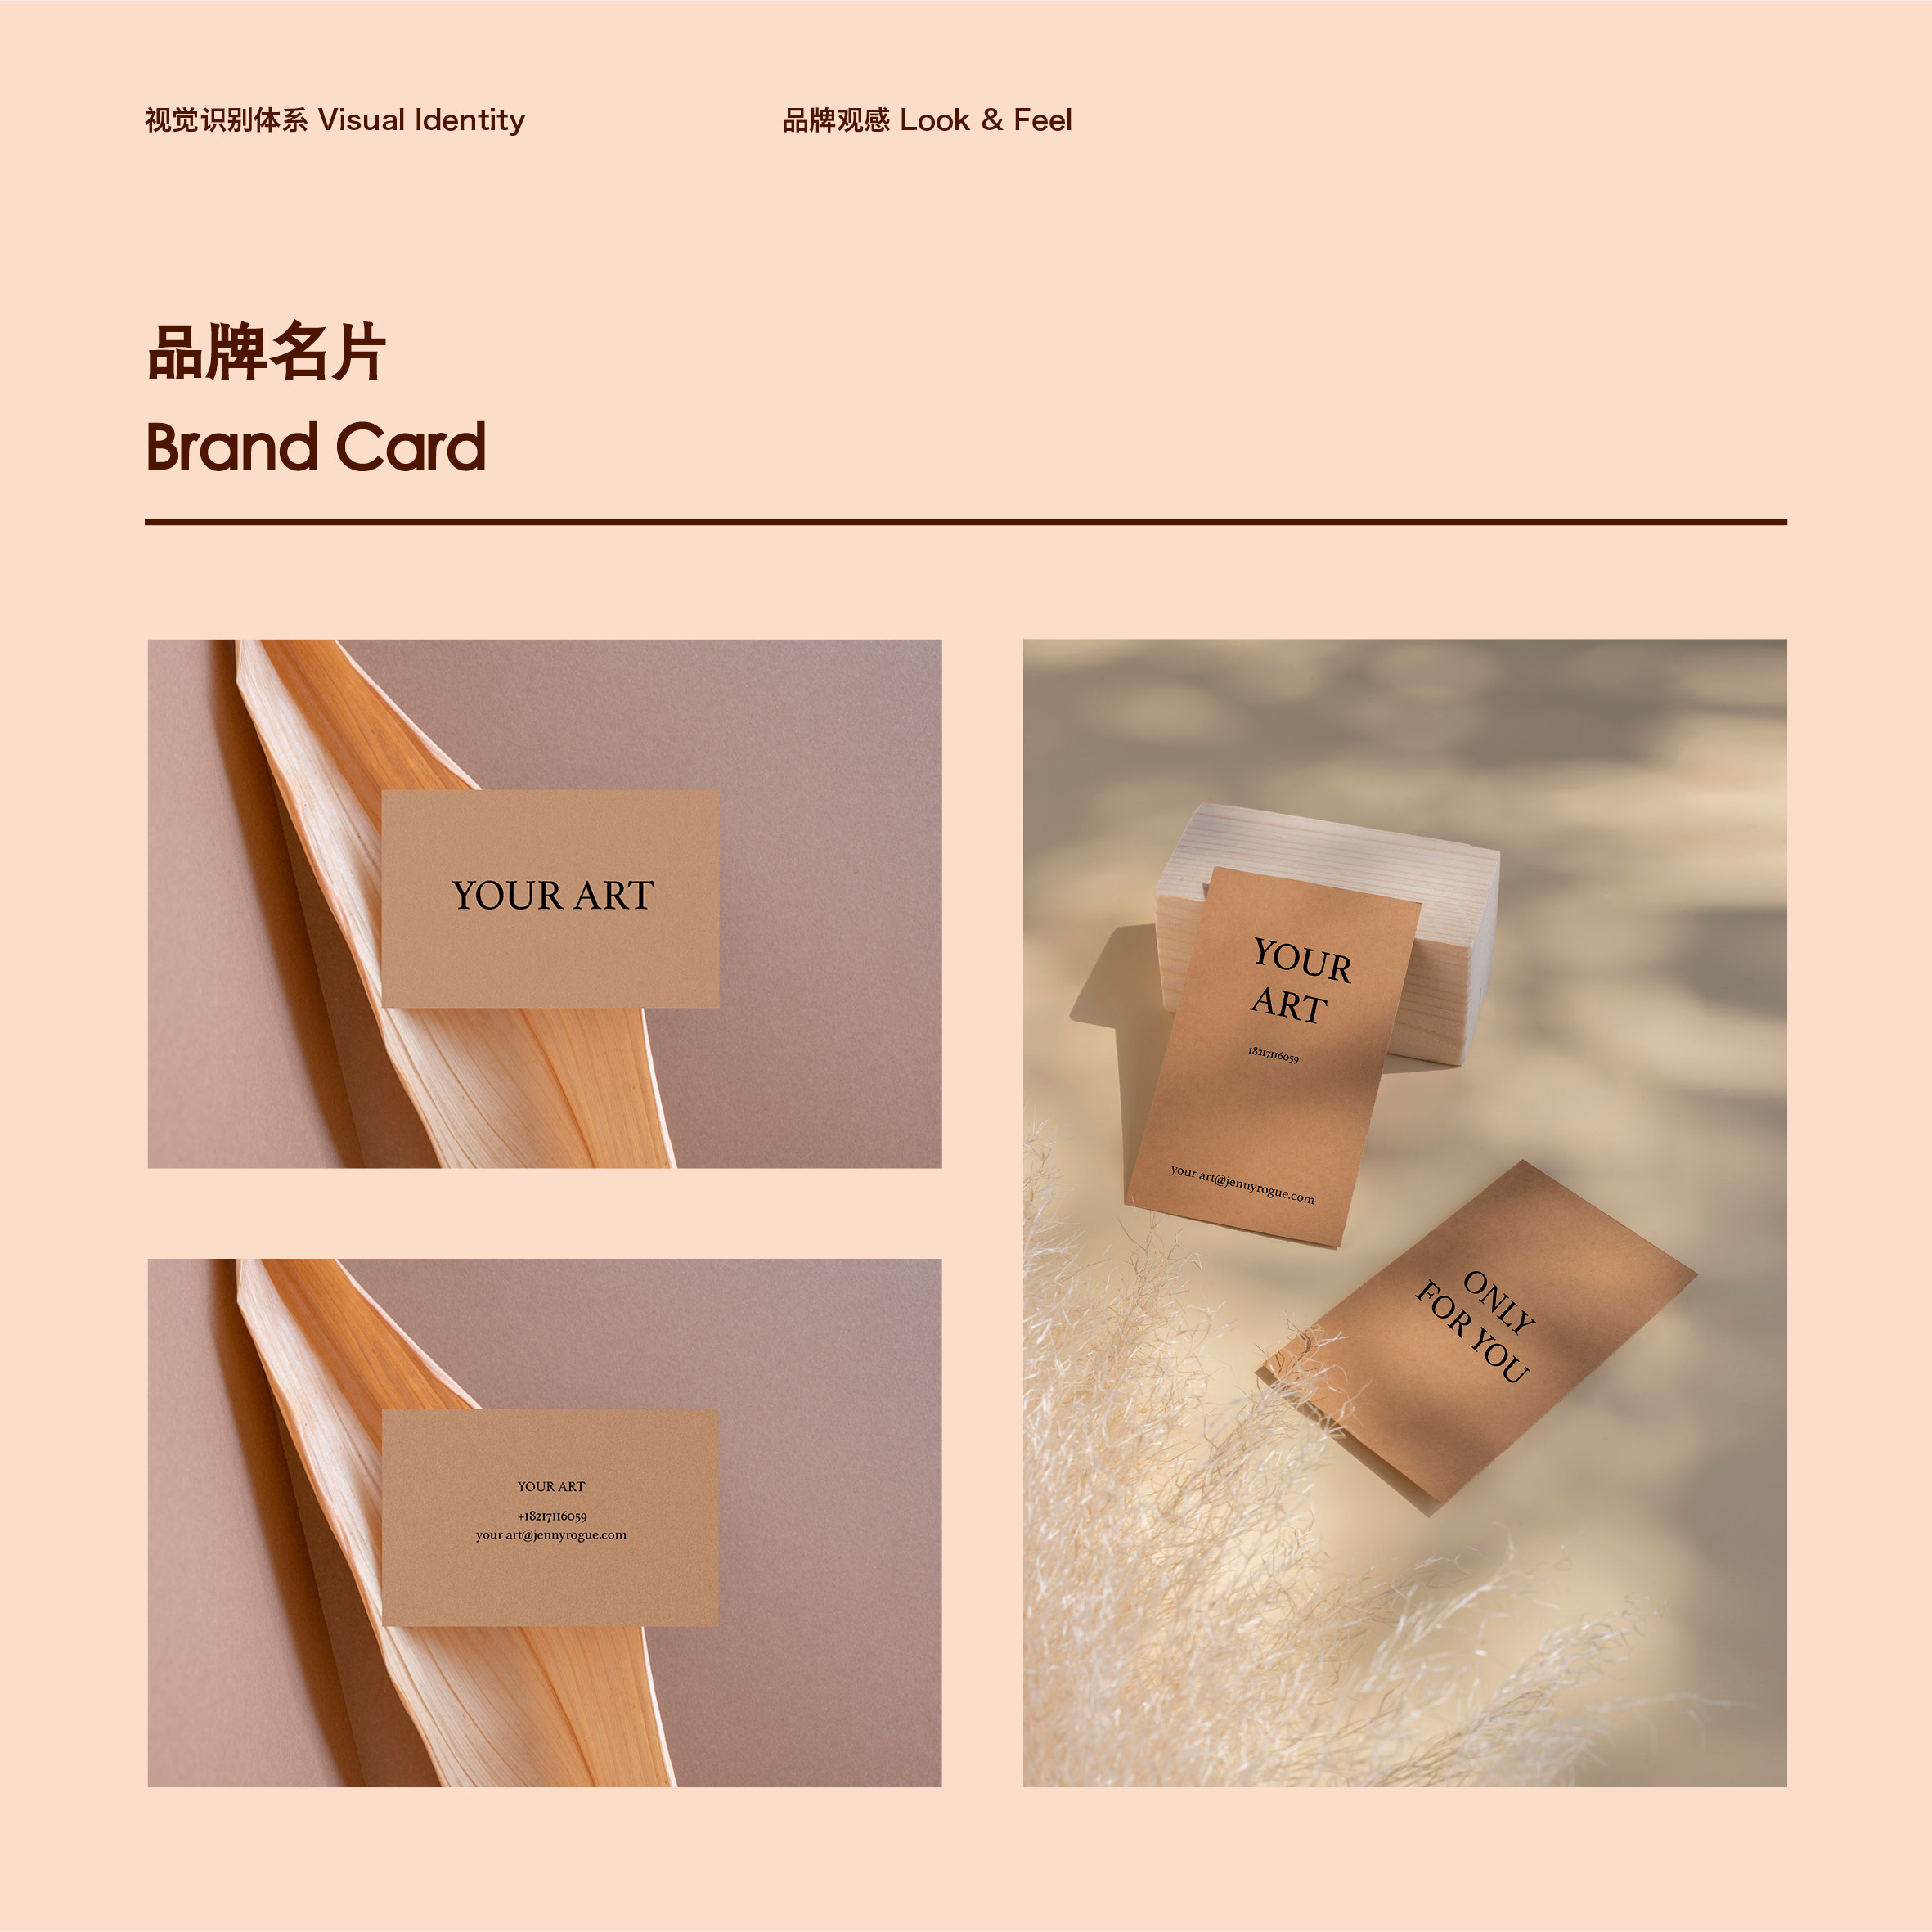 视觉识别体系 Visual Identity
品牌观感 Look & Feel
品牌名片
Brand Card
YOUR ART
YOUR ART
+18217116059
your art@jennyrogue.com
YOUR
ART
18217116059
your art@jennyrogue.com
ONLY
FOR YOU